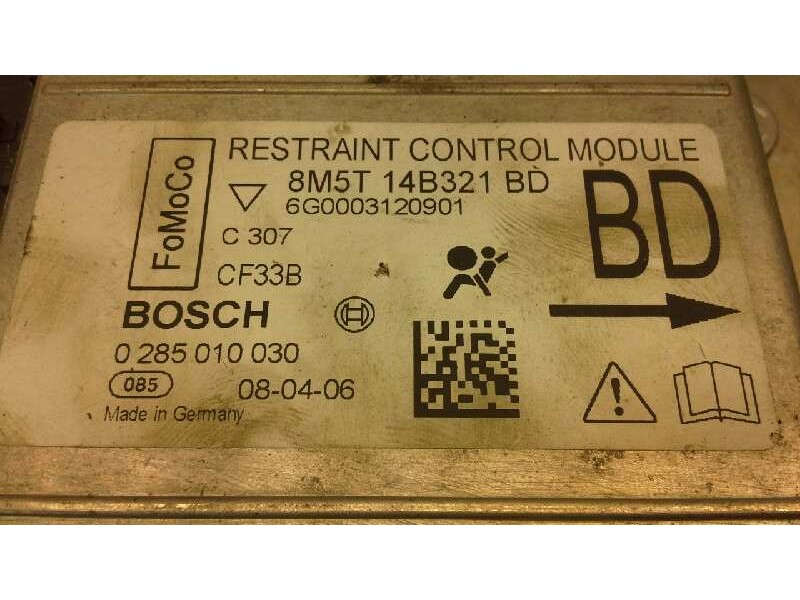 FoMoCo
RESTRAINT CONTROL MODULE
8M5T 14B321 BD
6G0003120901
C 307
CF33B
BD
BOSCH
0 285 010 030
085
08-04-06
Made in Germany